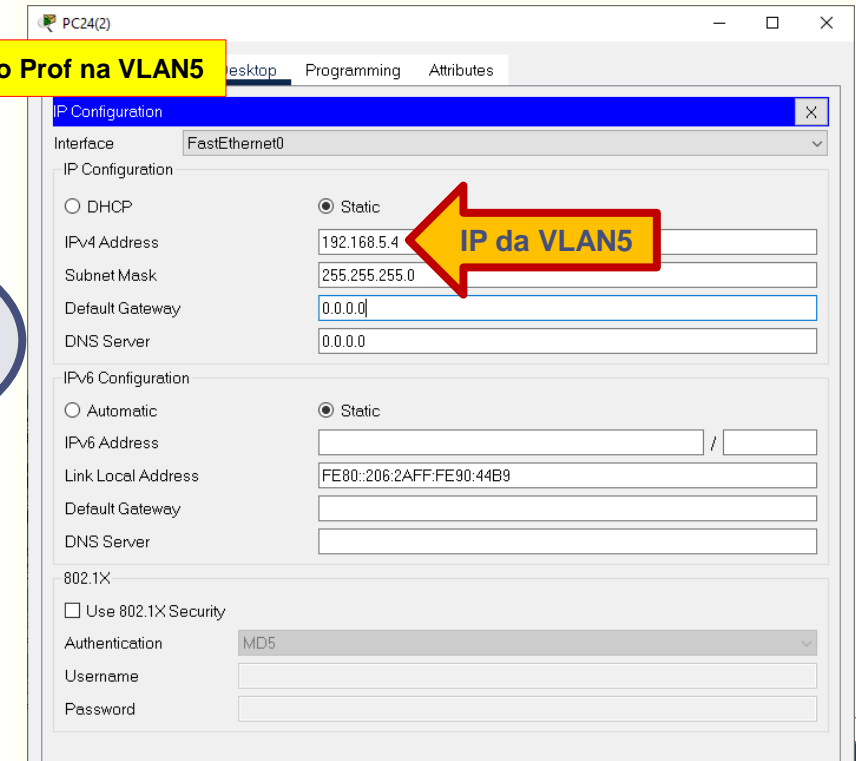 PC24(2)
o Prof na VLAN5
Desktop Programming Attributes
IP Configuration X
Interface FastEthernet0
IP Configuration
DHCP Static
IPv4 Address 192.168.5.4
IP da VLAN5
Subnet Mask 255.255.255.0
Default Gateway 0.0.0.0
DNS Server 0.0.0.0
IPv6 Configuration
Automatic Static
IPv6 Address /
Link Local Address FE80::206:2AFF:FE90:44B9
Default Gateway
DNS Server
802.1X
Use 802.1X Security
Authentication MD5
Username
Password